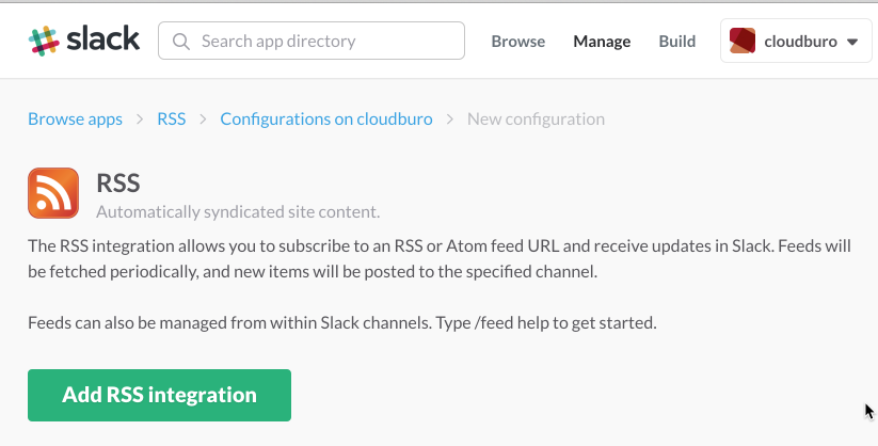 slack
Search app directory
Browse
Manage
Build
cloudburo
Browse apps > RSS > Configurations on cloudburo > New configuration
RSS
Automatically syndicated site content.
The RSS integration allows you to subscribe to an RSS or Atom feed URL and receive updates in Slack. Feeds will
be fetched periodically, and new items will be posted to the specified channel.
Feeds can also be managed from within Slack channels. Type /feed help to get started.
Add RSS integration